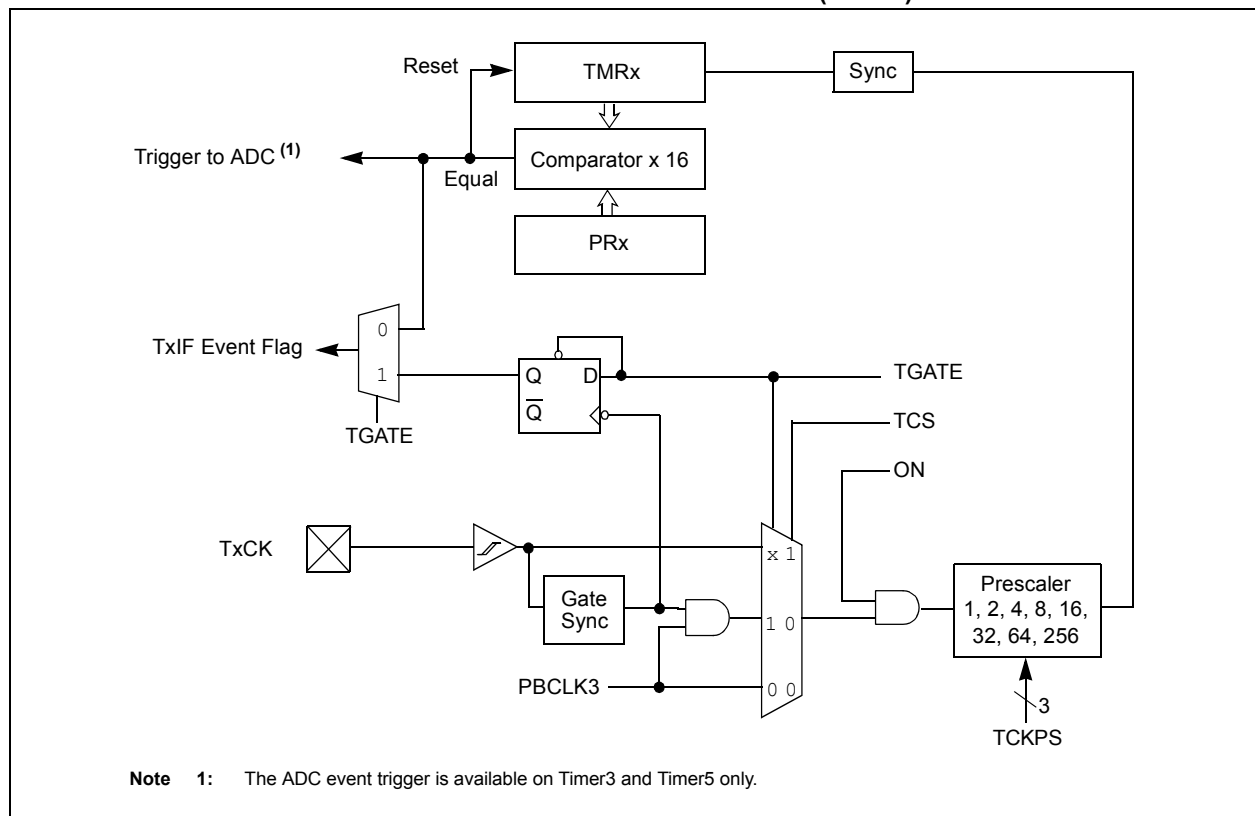 Reset
TMRx
Sync
Trigger to ADC (1)
Equal
Comparator x 16
PRx
0
1
TxIF Event Flag
TGATE
Q
D
Q
TGATE
TCS
ON
TxCK
x 1
Gate
Sync
1 0
PBCLK3
0 0
Prescaler
1, 2, 4, 8, 16,
32, 64, 256
3
TCKPS
Note 1: The ADC event trigger is available on Timer3 and Timer5 only.